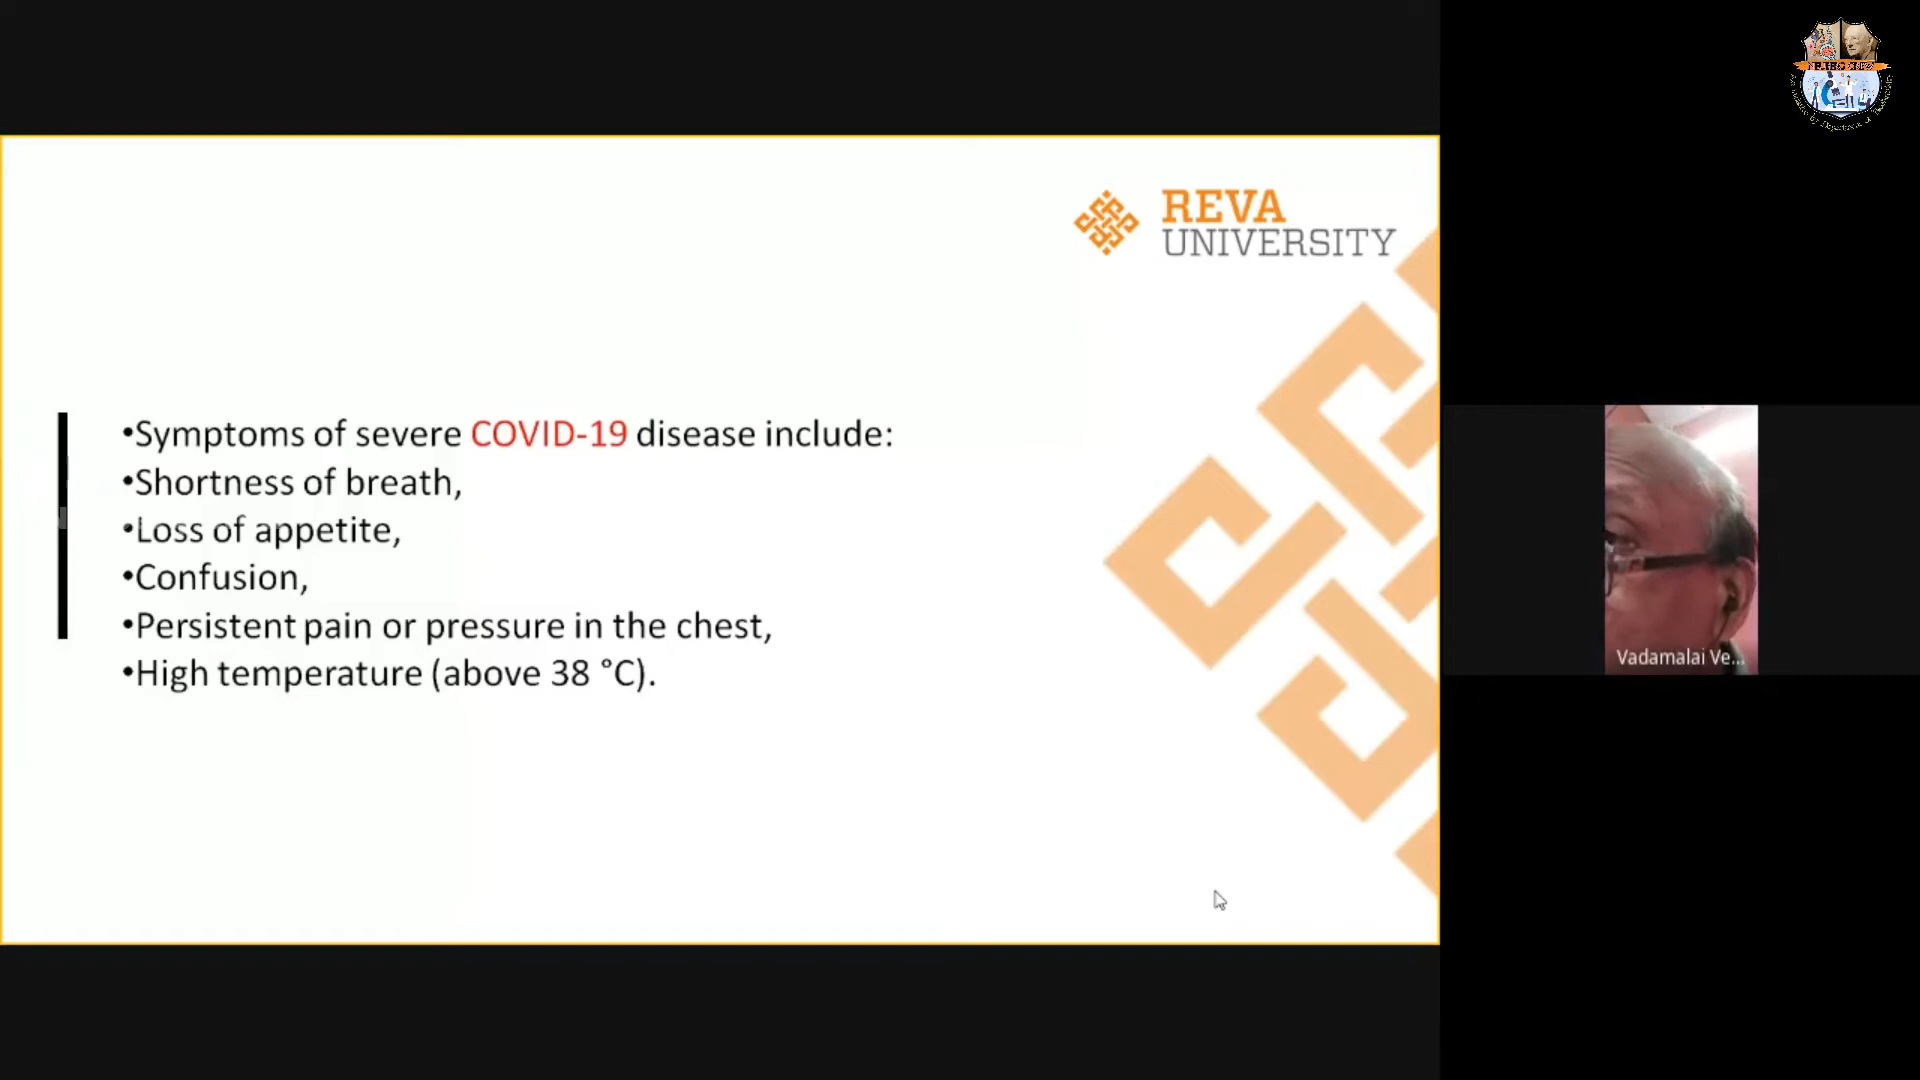 REVA
UNIVERSITY
•Symptoms of severe COVID-19 disease include:
•Shortness of breath,
•Loss of appetite,
•Confusion,
•Persistent pain or pressure in the chest,
•High temperature (above 38 °C).
Vadamalai Ve...